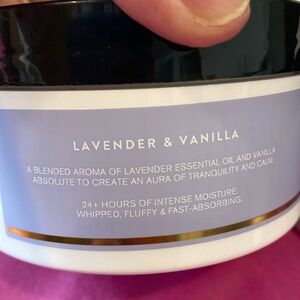 LAVENDER & VANILLA
A BLENDED AROMA OF LAVENDER ESSENTIAL OIL AND VANILLA
ABSOLUTE TO CREATE AN AURA OF TRANQUILITY AND CALM.
24+ HOURS OF INTENSE MOISTURE.
WHIPPED, FLUFFY & FAST-ABSORBING